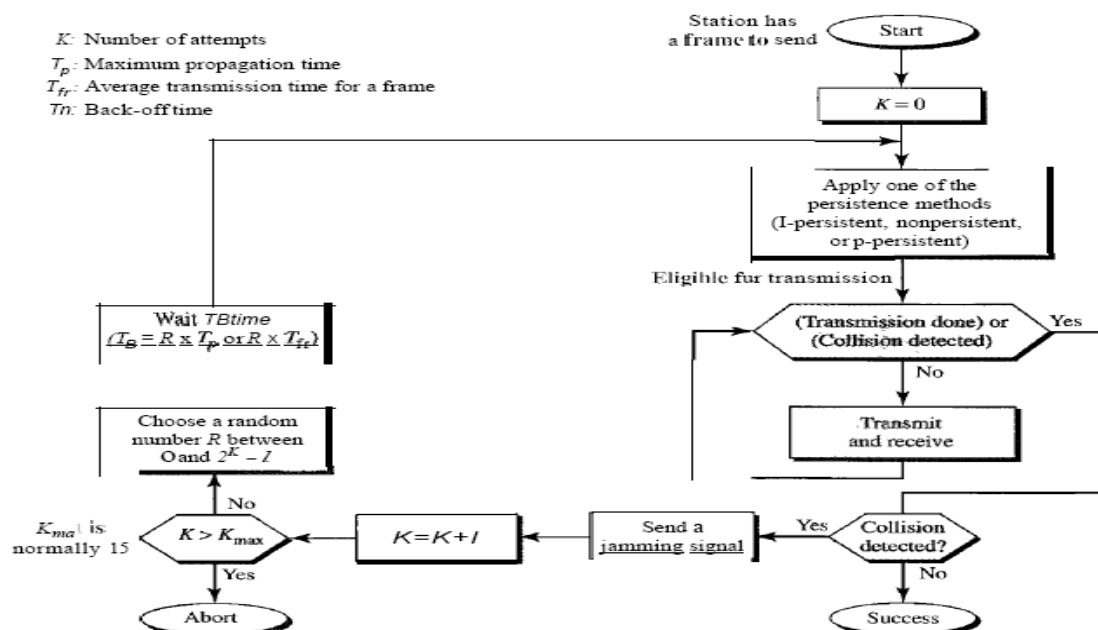 K: Number of attempts
Tp: Maximum propagation time
Tfr: Average transmission time for a frame
Tn: Back-off time
Station has
a frame to send
Start
K = 0
Apply one of the
persistence methods
(I-persistent, nonpersistent,
or p-persistent)
Eligible fur transmission
Wait TBtime
(TB = R x Tp, or R x Tfr)
(Transmission done) or
(Collision detected)
Yes
No
Transmit
and receive
Choose a random
number R between
0and 2^K - I
No
Kma\ is
normally 15
K > Kmax
K=K+I
Send a
jamming signal
Yes
Collision
detected?
Yes
No
Abort
Success